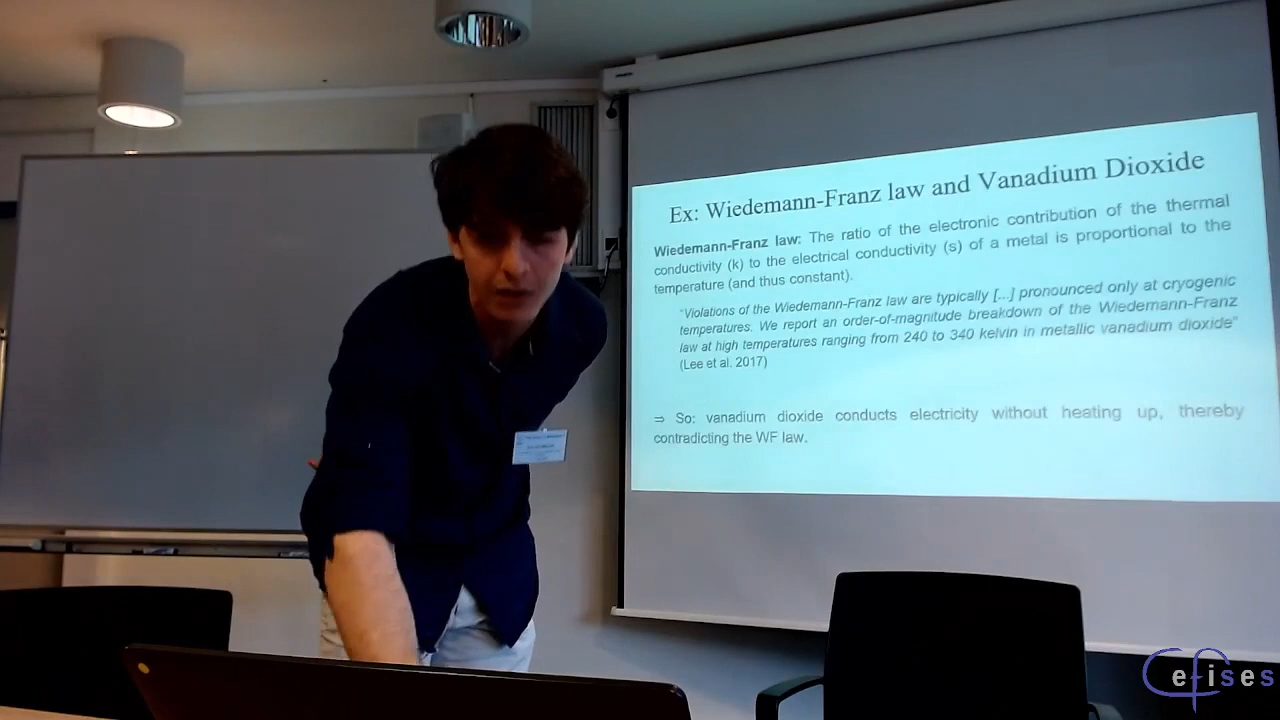 Ex: Wiedemann-Franz law and Vanadium Dioxide
Wiedemann-Franz law: The ratio of the electronic contribution of the thermal
conductivity (k) to the electrical conductivity (s) of a metal is proportional to the
temperature (and thus constant).
“Violations of the Wiedemann-Franz law are typically [...] pronounced only at cryogenic
temperatures. We report an order-of-magnitude breakdown of the Wiedemann-Franz
law at high temperatures ranging from 240 to 340 kelvin in metallic vanadium dioxide”
(Lee et al. 2017)
⇒ So: vanadium dioxide conducts electricity without heating up, thereby
contradicting the WF law.
Cefises